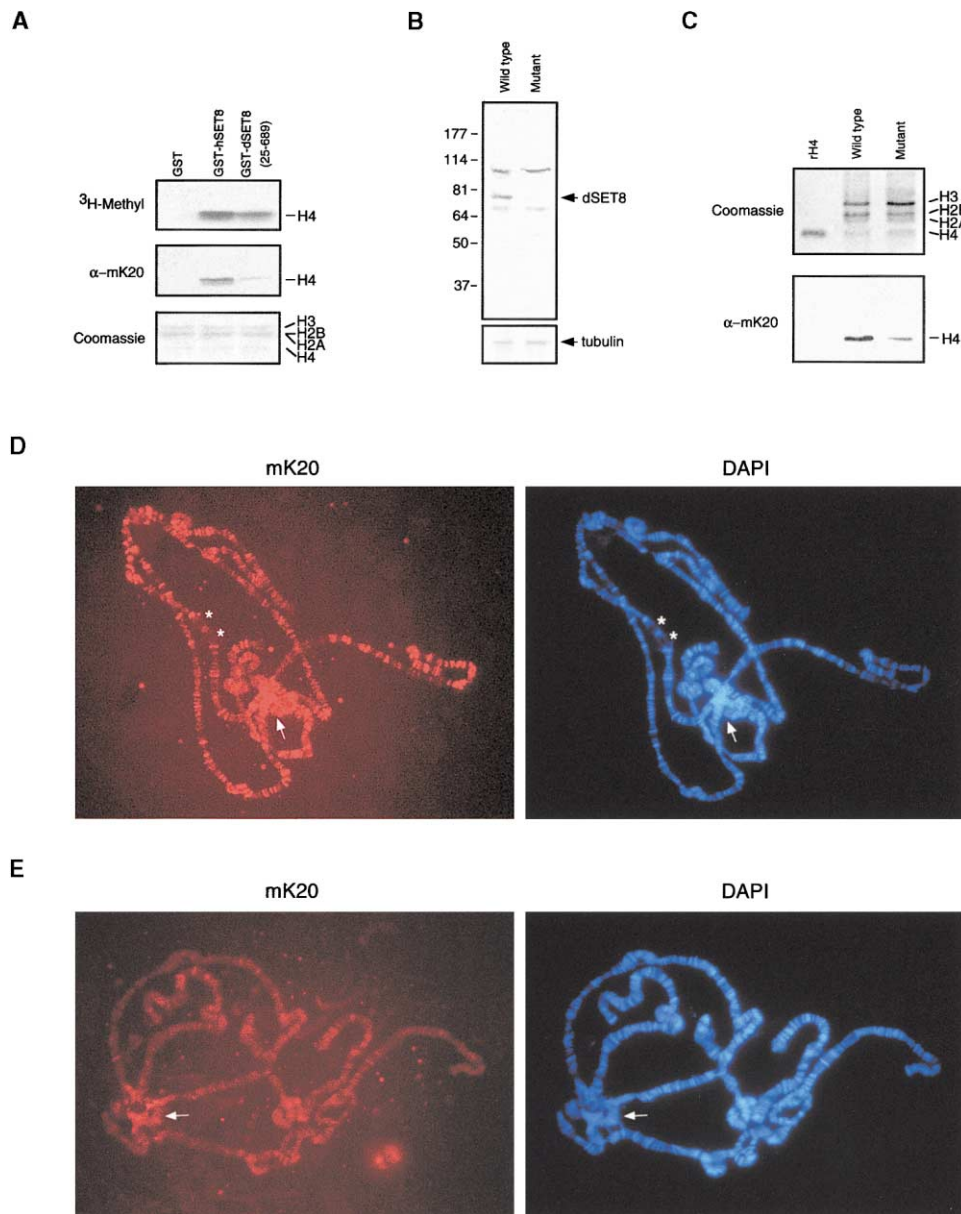 A
GST
GST-hSET8
GST-dSET8
(25-689)
³H-Methyl
H4
α-mK20
H4
Coomassie
H3
H2B
H2A
H4
B
Wild type
Mutant
177
114
81
64
50
37
dSET8
tubulin
C
rH4
Wild type
Mutant
Coomassie
H3
H2B
H2A
H4
α-mK20
H4
D
mK20
DAPI
* *
* *
E
mK20
DAPI